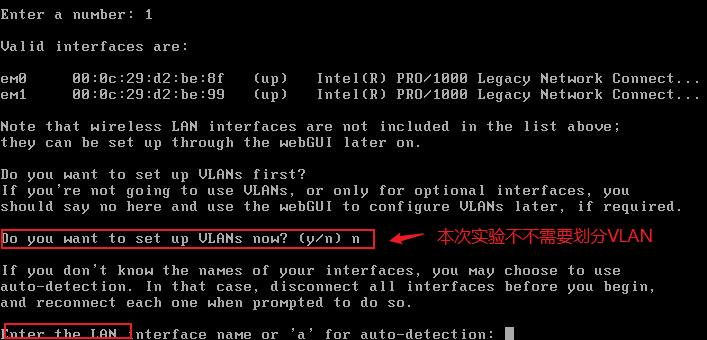 Enter a number: 1
Valid interfaces are:
em0 00:0c:29:d2:be:8f (up) Intel(R) PRO/1000 Legacy Network Connect...
em1 00:0c:29:d2:be:99 (up) Intel(R) PRO/1000 Legacy Network Connect...
Note that wireless LAN interfaces are not included in the list above;
they can be set up through the webGUI later on.
Do you want to set up VLANs first?
If you're not going to use VLANs, or only for optional interfaces, you
should say no here and use the webGUI to configure VLANs later, if required.
Do you want to set up VLANs now? (y/n) n
本次实验不不需要划分VLAN
If you don't know the names of your interfaces, you may choose to use
auto-detection. In that case, disconnect all interfaces before you begin,
and reconnect each one when prompted to do so.
Enter the LAN interface name or 'a' for auto-detection: